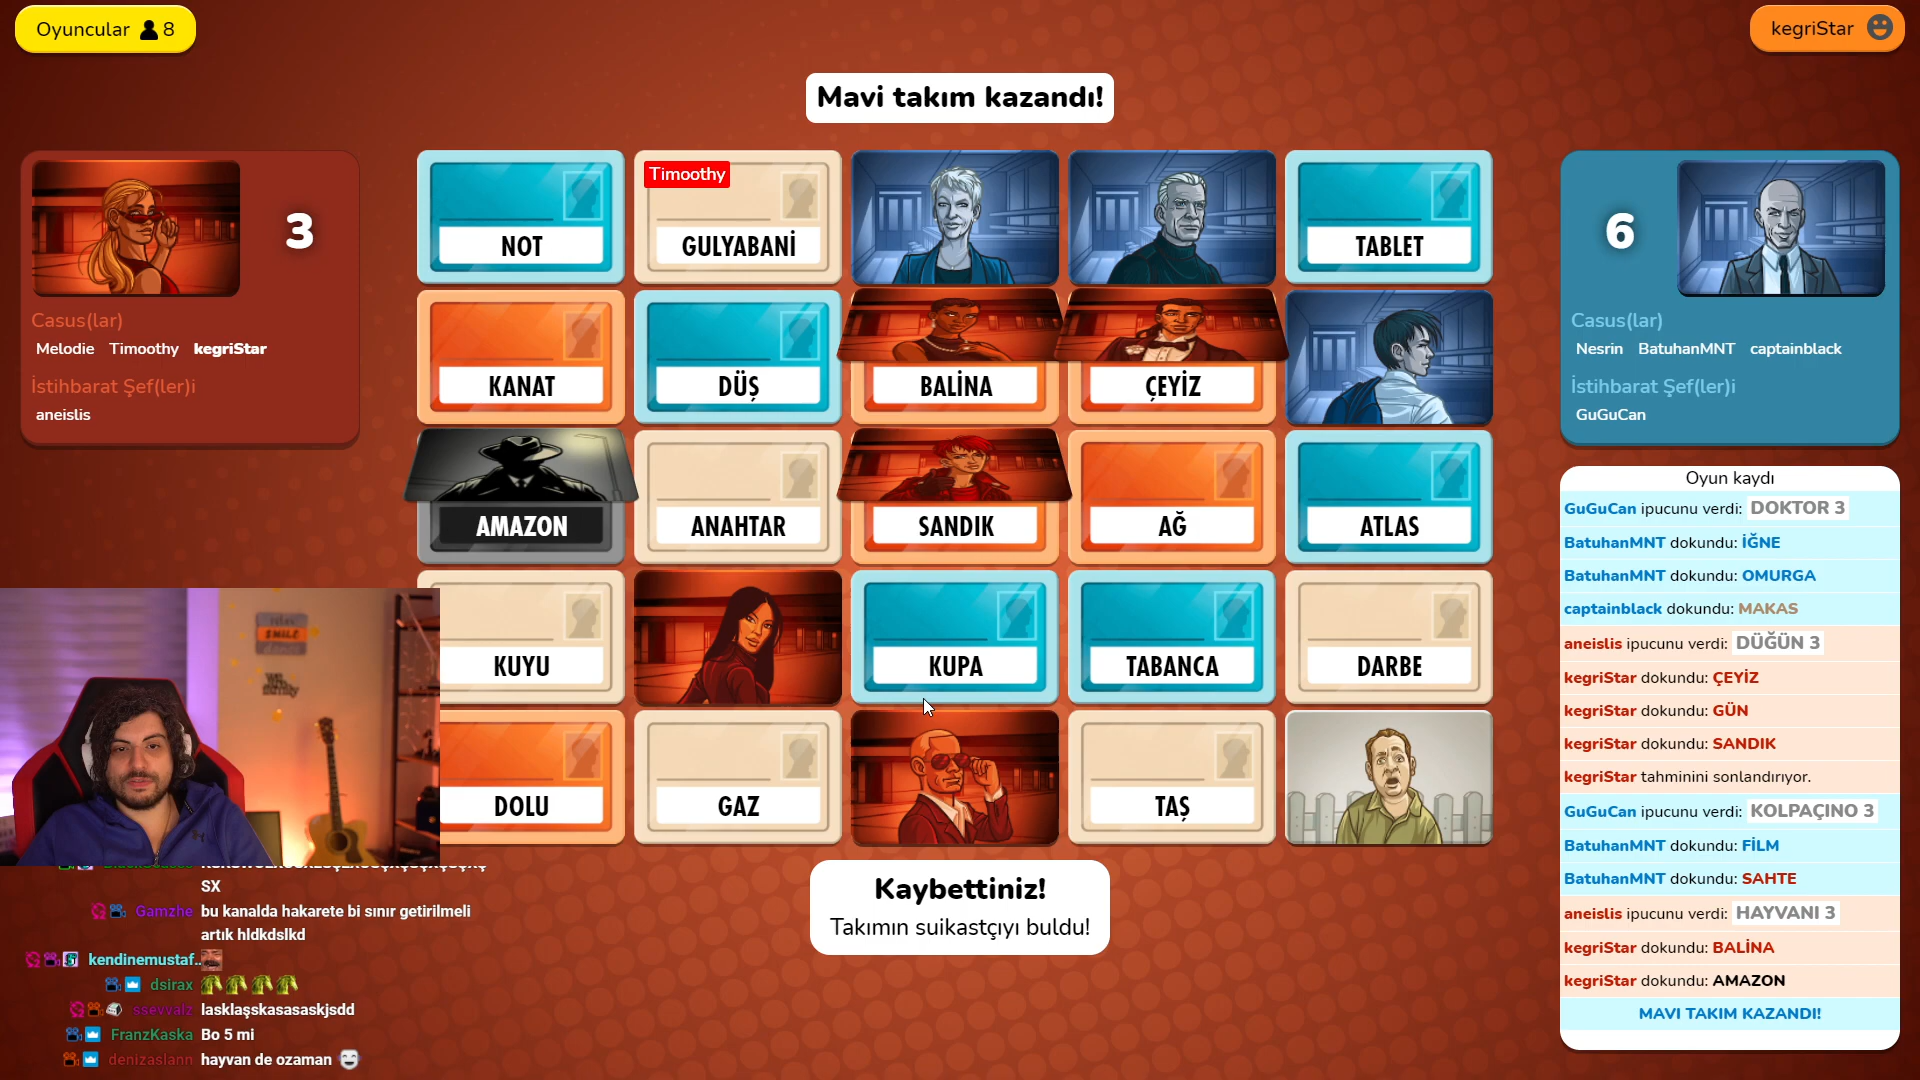 Oyuncular 8
kegriStar
Mavi takım kazandı!
3
Casus(lar)
Melodie Timoothy kegriStar
İstihbarat Şef(ler)i
aneislis
NOT
Timoothy
GULYABANİ
TABLET
KANAT
DÜŞ
BALİNA
ÇEYİZ
AMAZON
ANAHTAR
SANDIK
AĞ
ATLAS
KUYU
KUPA
TABANCA
DARBE
DOLU
GAZ
TAŞ
6
Casus(lar)
Nesrin BatuhanMNT captainblack
İstihbarat Şef(ler)i
GuGuCan
Oyun kaydı
GuGuCan ipucunu verdi: DOKTOR 3
BatuhanMNT dokundu: İĞNE
BatuhanMNT dokundu: OMURGA
captainblack dokundu: MAKAS
aneislis ipucunu verdi: DÜĞÜN 3
kegriStar dokundu: ÇEYİZ
kegriStar dokundu: GÜN
kegriStar dokundu: SANDIK
kegriStar tahminini sonlandırıyor.
GuGuCan ipucunu verdi: KOLPAÇINO 3
BatuhanMNT dokundu: FİLM
BatuhanMNT dokundu: SAHTE
aneislis ipucunu verdi: HAYVANI 3
kegriStar dokundu: BALİNA
kegriStar dokundu: AMAZON
MAVI TAKIM KAZANDI!
Kaybettiniz!
Takımın suikastçıyı buldu!
SMILE
SX
Gamzhe bu kanalda hakarete bi sınır getirilmeli
artık hldkdslkd
kendinemustaf..
dsirax
ssevvalz lasklaşskasasaskjsdd
FranzKaska Bo 5 mi
denizaslann hayvan de ozaman